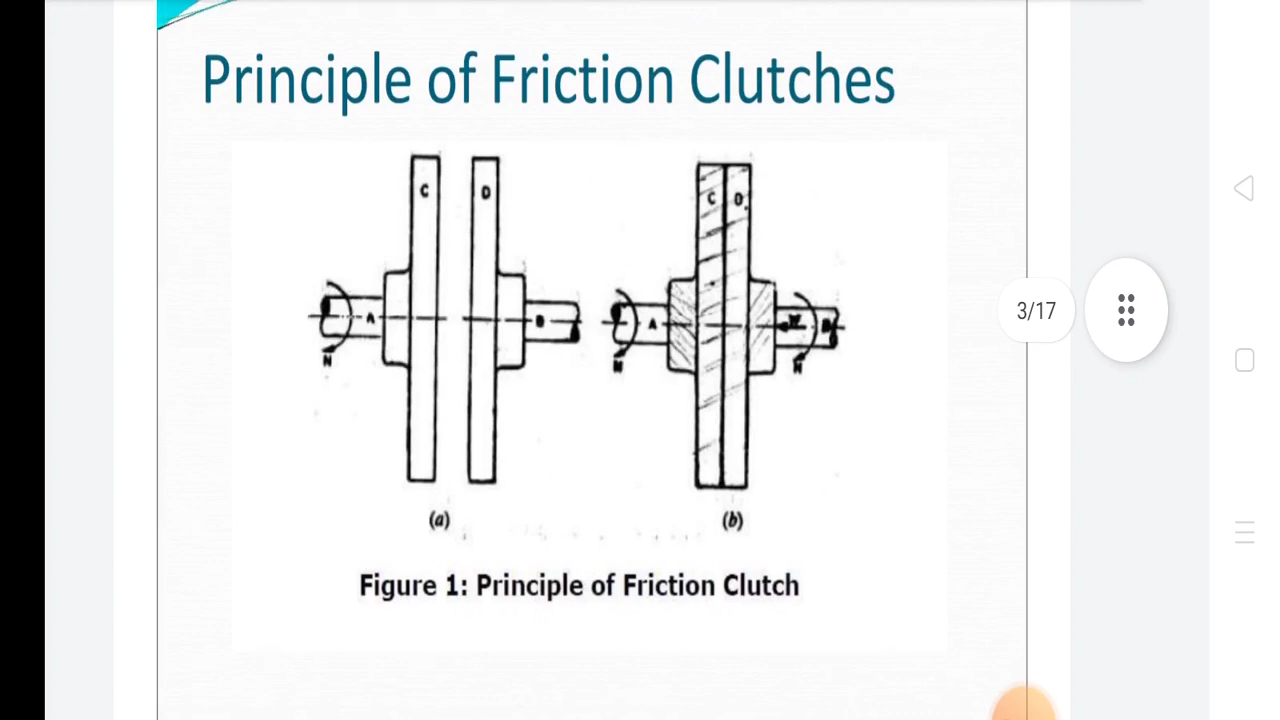 Principle of Friction Clutches
C D C D.
A B A W B
N N N
(a) (b)
3/17
Figure 1: Principle of Friction Clutch